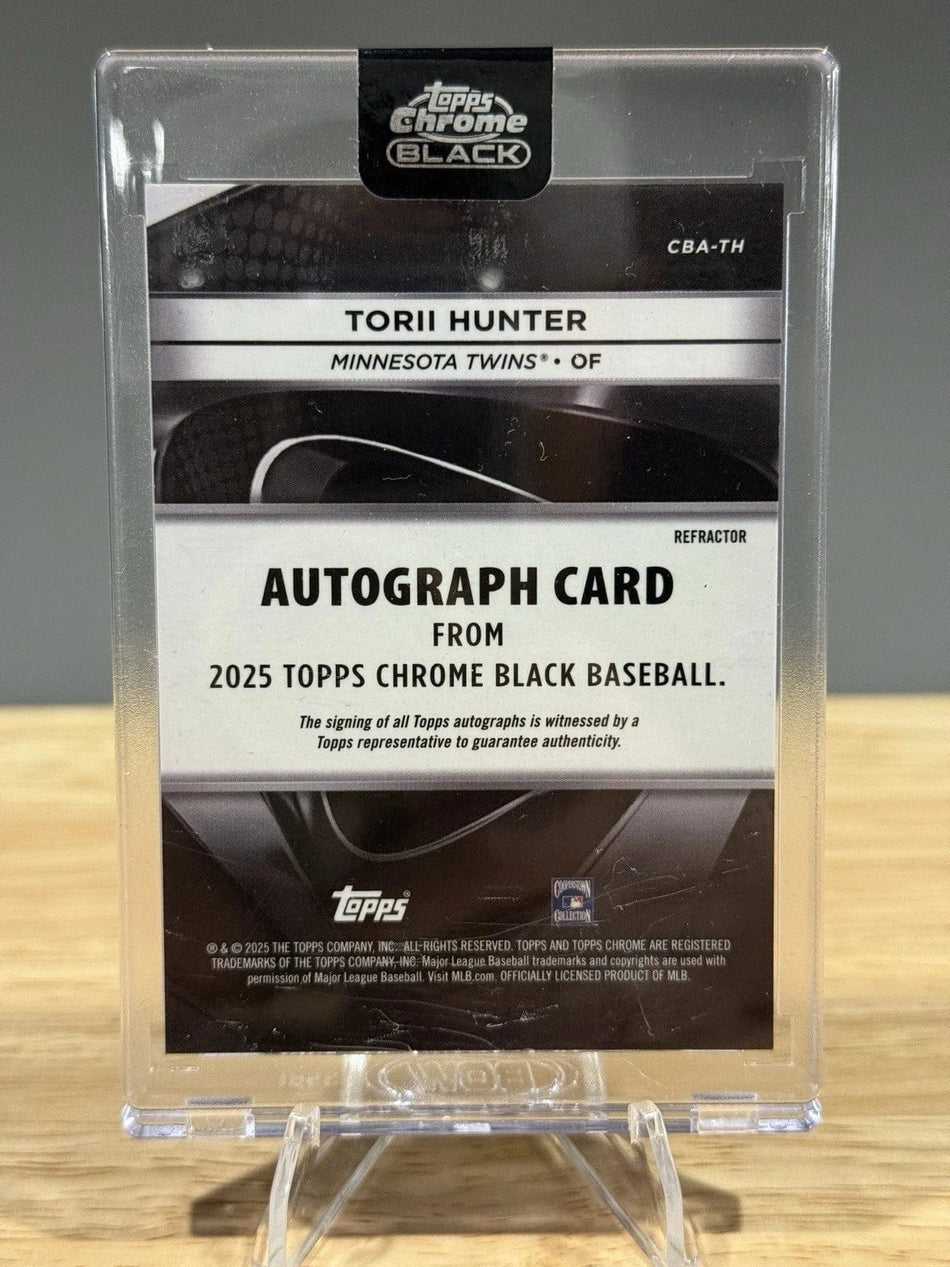 Topps
Chrome
BLACK
CBA-TH
TORII HUNTER
MINNESOTA TWINS® • OF
REFRACTOR
AUTOGRAPH CARD
FROM
2025 TOPPS CHROME BLACK BASEBALL.
The signing of all Topps autographs is witnessed by a
Topps representative to guarantee authenticity.
Topps®
COOPERSTOWN
COLLECTION
® & © 2025 THE TOPPS COMPANY, INC. ALL RIGHTS RESERVED. TOPPS AND TOPPS CHROME ARE REGISTERED
TRADEMARKS OF THE TOPPS COMPANY, INC. Major League Baseball trademarks and copyrights are used with
permission of Major League Baseball. Visit MLB.com. OFFICIALLY LICENSED PRODUCT OF MLB.